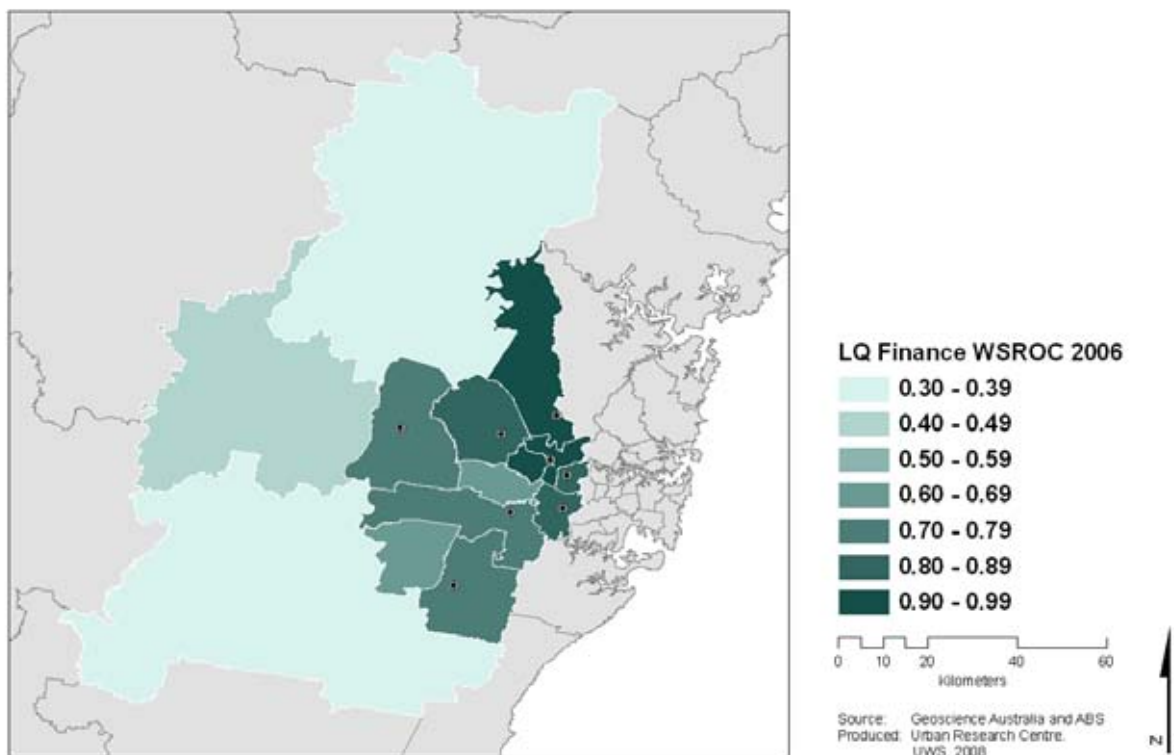 LQ Finance WSROC 2006
0.30 - 0.39
0.40 - 0.49
0.50 - 0.59
0.60 - 0.69
0.70 - 0.79
0.80 - 0.89
0.90 - 0.99
0 10 20 40 60
Kilometers
Source: Geoscience Australia and ABS
Produced: Urban Research Centre,
UWS, 2008
N